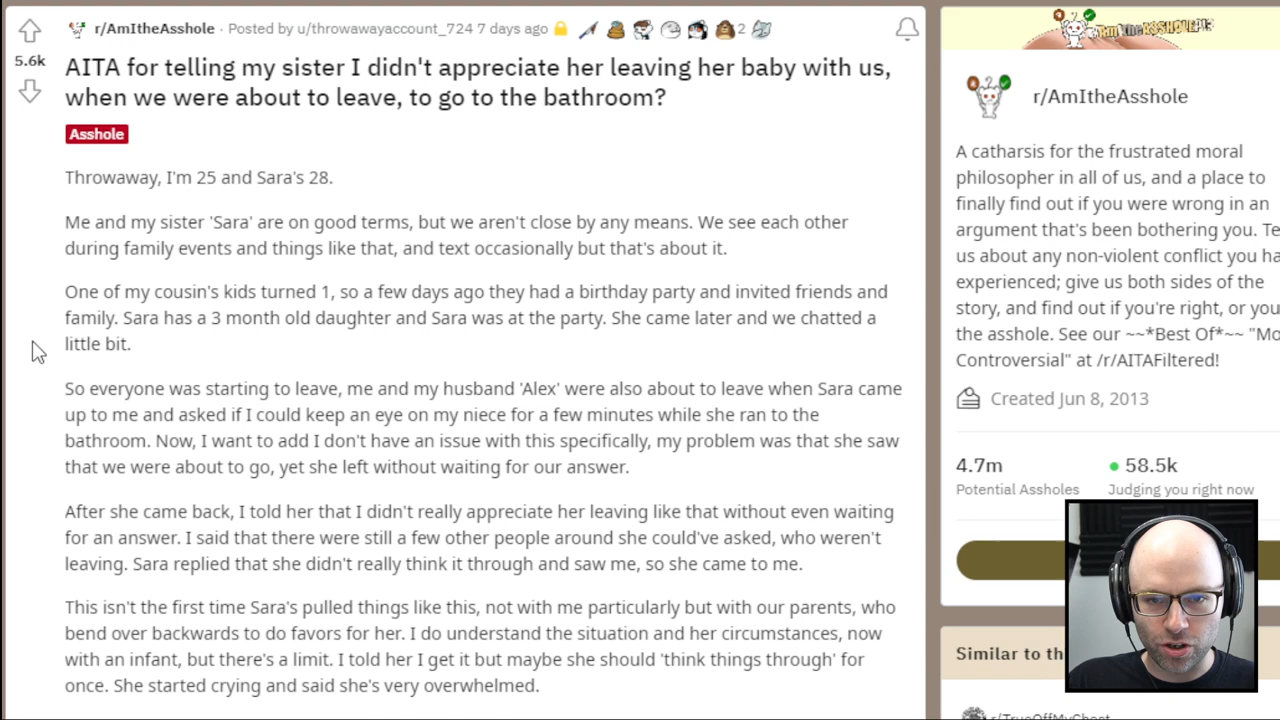 r/AmItheAsshole · Posted by u/throwawayaccount_724 7 days ago
2
5.6k
AITA for telling my sister I didn't appreciate her leaving her baby with us,
when we were about to leave, to go to the bathroom?
Asshole
Throwaway, I'm 25 and Sara's 28.
Me and my sister 'Sara' are on good terms, but we aren't close by any means. We see each other
during family events and things like that, and text occasionally but that's about it.
One of my cousin's kids turned 1, so a few days ago they had a birthday party and invited friends and
family. Sara has a 3 month old daughter and Sara was at the party. She came later and we chatted a
little bit.
So everyone was starting to leave, me and my husband 'Alex' were also about to leave when Sara came
up to me and asked if I could keep an eye on my niece for a few minutes while she ran to the
bathroom. Now, I want to add I don't have an issue with this specifically, my problem was that she saw
that we were about to go, yet she left without waiting for our answer.
After she came back, I told her that I didn't really appreciate her leaving like that without even waiting
for an answer. I said that there were still a few other people around she could've asked, who weren't
leaving. Sara replied that she didn't really think it through and saw me, so she came to me.
This isn't the first time Sara's pulled things like this, not with me particularly but with our parents, who
bend over backwards to do favors for her. I do understand the situation and her circumstances, now
with an infant, but there's a limit. I told her I get it but maybe she should 'think things through' for
once. She started crying and said she's very overwhelmed.
Am I the ASSHOLE?!
r/AmItheAsshole
A catharsis for the frustrated moral
philosopher in all of us, and a place to
finally find out if you were wrong in an
argument that's been bothering you. Te
us about any non-violent conflict you ha
experienced; give us both sides of the
story, and find out if you're right, or you
the asshole. See our ~~*Best Of*~~ "Mo
Controversial" at /r/AITAFiltered!
Created Jun 8, 2013
4.7m
58.5k
Potential Assholes
Judging you right now
Similar to th
r/TrueOffMyChest